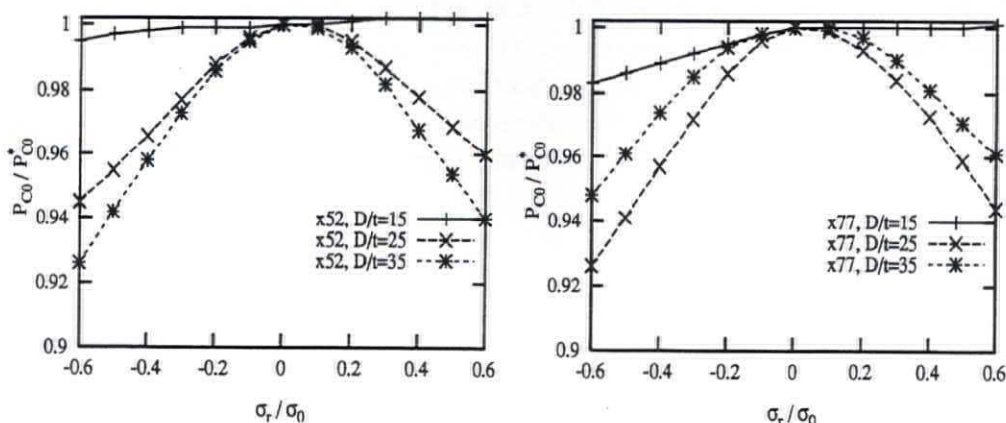 1
0.98
0.96
0.94
0.92
0.9
P_C0 / P*_C0
x52, D/t=15
x52, D/t=25
x52, D/t=35
-0.6 -0.4 -0.2 0 0.2 0.4 0.6
σ_r / σ_0
1
0.98
0.96
0.94
0.92
0.9
P_C0 / P*_C0
x77, D/t=15
x77, D/t=25
x77, D/t=35
-0.6 -0.4 -0.2 0 0.2 0.4 0.6
σ_r / σ_0